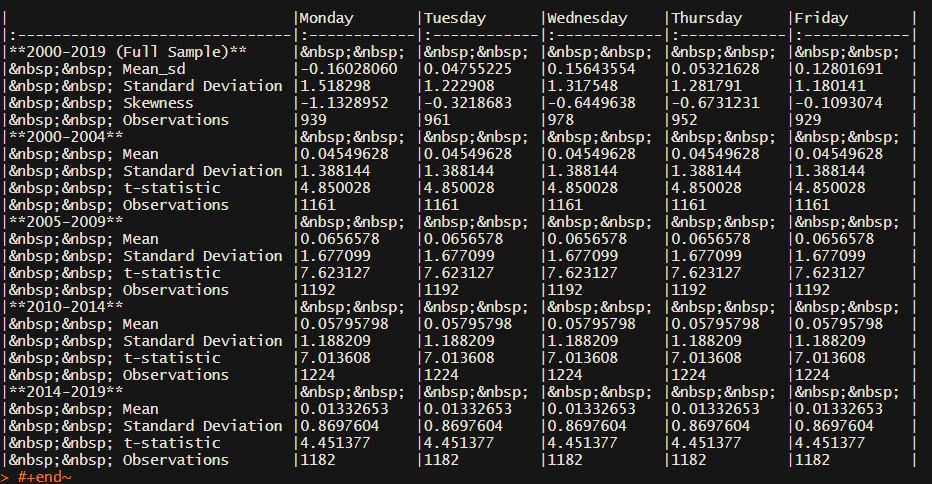 |                                |Monday      |Tuesday     |Wednesday   |Thursday    |Friday      |
|:-------------------------------|:-----------|:-----------|:-----------|:-----------|:-----------|
|**2000-2019 (Full Sample)**     |&nbsp;&nbsp; |&nbsp;&nbsp; |&nbsp;&nbsp; |&nbsp;&nbsp; |&nbsp;&nbsp; |
|&nbsp;&nbsp; Mean_sd            |-0.16028060 |0.04755225  |0.15643554  |0.05321628  |0.12801691  |
|&nbsp;&nbsp; Standard Deviation |1.518298    |1.222908    |1.317548    |1.281791    |1.180141    |
|&nbsp;&nbsp; Skewness           |-1.1328952  |-0.3218683  |-0.6449638  |-0.6731231  |-0.1093074  |
|&nbsp;&nbsp; Observations       |939         |961         |978         |952         |929         |
|**2000-2004**                   |&nbsp;&nbsp; |&nbsp;&nbsp; |&nbsp;&nbsp; |&nbsp;&nbsp; |&nbsp;&nbsp; |
|&nbsp;&nbsp; Mean               |0.04549628  |0.04549628  |0.04549628  |0.04549628  |0.04549628  |
|&nbsp;&nbsp; Standard Deviation |1.388144    |1.388144    |1.388144    |1.388144    |1.388144    |
|&nbsp;&nbsp; t-statistic        |4.850028    |4.850028    |4.850028    |4.850028    |4.850028    |
|&nbsp;&nbsp; Observations       |1161        |1161        |1161        |1161        |1161        |
|**2005-2009**                   |&nbsp;&nbsp; |&nbsp;&nbsp; |&nbsp;&nbsp; |&nbsp;&nbsp; |&nbsp;&nbsp; |
|&nbsp;&nbsp; Mean               |0.0656578   |0.0656578   |0.0656578   |0.0656578   |0.0656578   |
|&nbsp;&nbsp; Standard Deviation |1.677099    |1.677099    |1.677099    |1.677099    |1.677099    |
|&nbsp;&nbsp; t-statistic        |7.623127    |7.623127    |7.623127    |7.623127    |7.623127    |
|&nbsp;&nbsp; Observations       |1192        |1192        |1192        |1192        |1192        |
|**2010-2014**                   |&nbsp;&nbsp; |&nbsp;&nbsp; |&nbsp;&nbsp; |&nbsp;&nbsp; |&nbsp;&nbsp; |
|&nbsp;&nbsp; Mean               |0.05795798  |0.05795798  |0.05795798  |0.05795798  |0.05795798  |
|&nbsp;&nbsp; Standard Deviation |1.188209    |1.188209    |1.188209    |1.188209    |1.188209    |
|&nbsp;&nbsp; t-statistic        |7.013608    |7.013608    |7.013608    |7.013608    |7.013608    |
|&nbsp;&nbsp; Observations       |1224        |1224        |1224        |1224        |1224        |
|**2014-2019**                   |&nbsp;&nbsp; |&nbsp;&nbsp; |&nbsp;&nbsp; |&nbsp;&nbsp; |&nbsp;&nbsp; |
|&nbsp;&nbsp; Mean               |0.01332653  |0.01332653  |0.01332653  |0.01332653  |0.01332653  |
|&nbsp;&nbsp; Standard Deviation |0.8697604   |0.8697604   |0.8697604   |0.8697604   |0.8697604   |
|&nbsp;&nbsp; t-statistic        |4.451377    |4.451377    |4.451377    |4.451377    |4.451377    |
|&nbsp;&nbsp; Observations       |1182        |1182        |1182        |1182        |1182        |
> #+end~